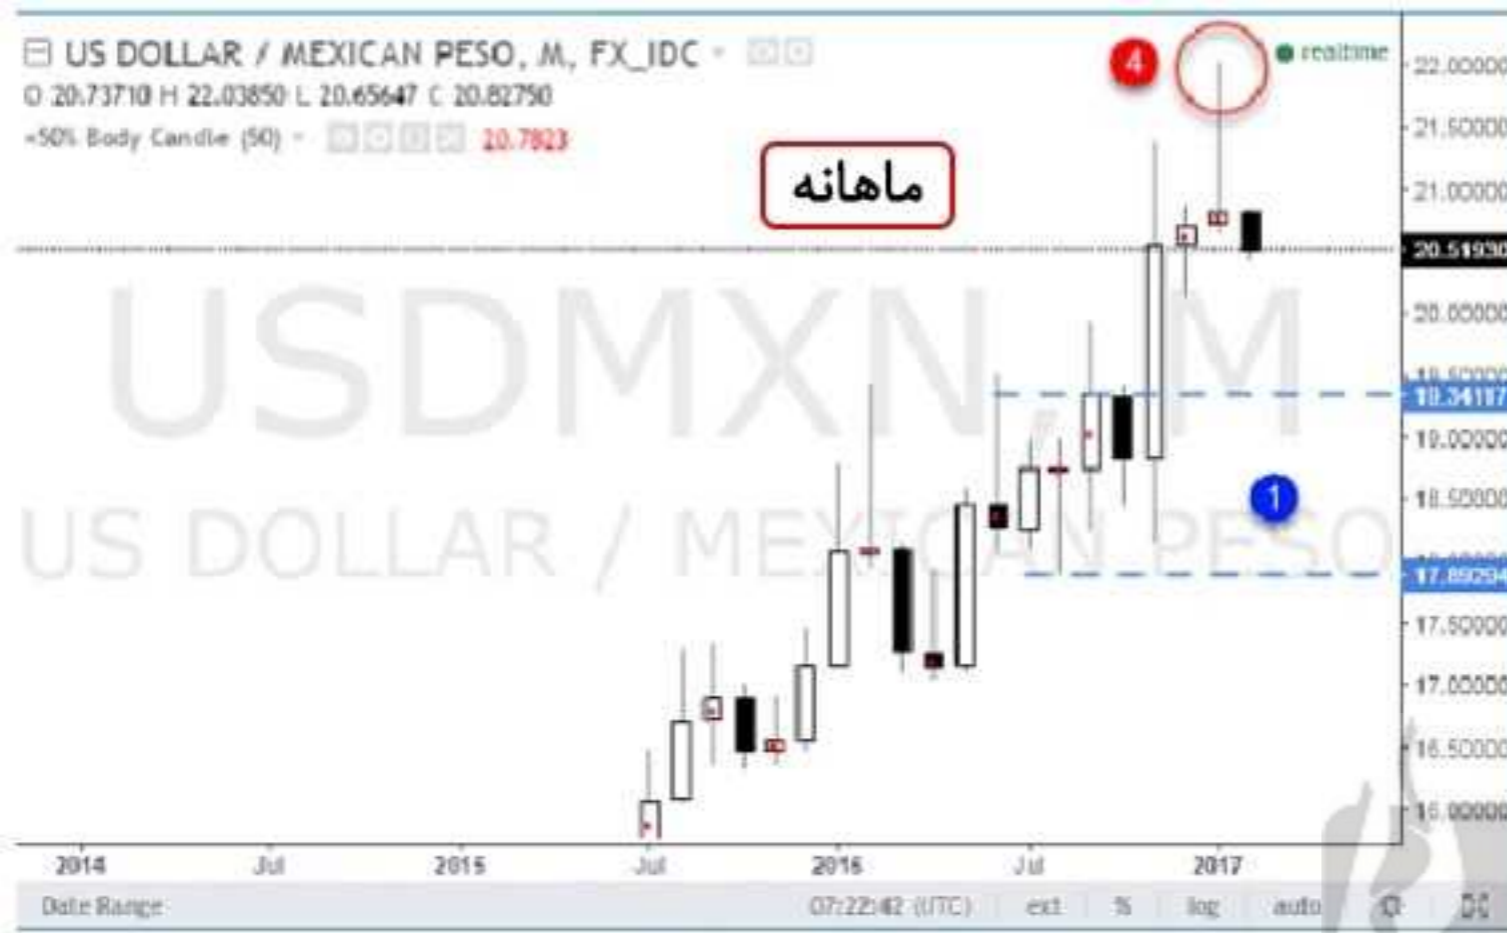 US DOLLAR / MEXICAN PESO, M, FX_IDC
realtime
O 20.73710 H 22.03850 L 20.65647 C 20.82750
<50% Body Candle (50) 20.7823
4
ماهانه
USDMXN, M
US DOLLAR / MEXICAN PESO
1
22.00000
21.50000
21.00000
20.51930
20.00000
19.50000
19.34117
19.00000
18.50000
17.89294
17.50000
17.00000
16.50000
16.00000
2014 Jul 2015 Jul 2016 Jul 2017
Date Range 07:22:42 (UTC) ext % log auto